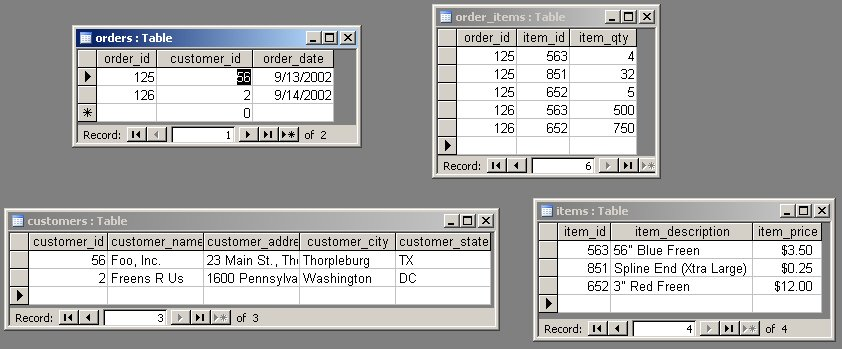 orders : Table
order_id customer_id order_date
125 56 9/13/2002
126 2 9/14/2002
0
Record: 1 of 2
order_items : Table
order_id item_id item_qty
125 563 4
125 851 32
125 652 5
126 563 500
126 652 750
Record: 6
customers : Table
customer_id customer_name customer_addre customer_city customer_state
56 Foo, Inc. 23 Main St., Tho Thorpleburg TX
2 Freens R Us 1600 Pennsylva Washington DC
Record: 3 of 3
items : Table
item_id item_description item_price
563 56" Blue Freen $3.50
851 Spline End (Xtra Large) $0.25
652 3" Red Freen $12.00
Record: 4 of 4